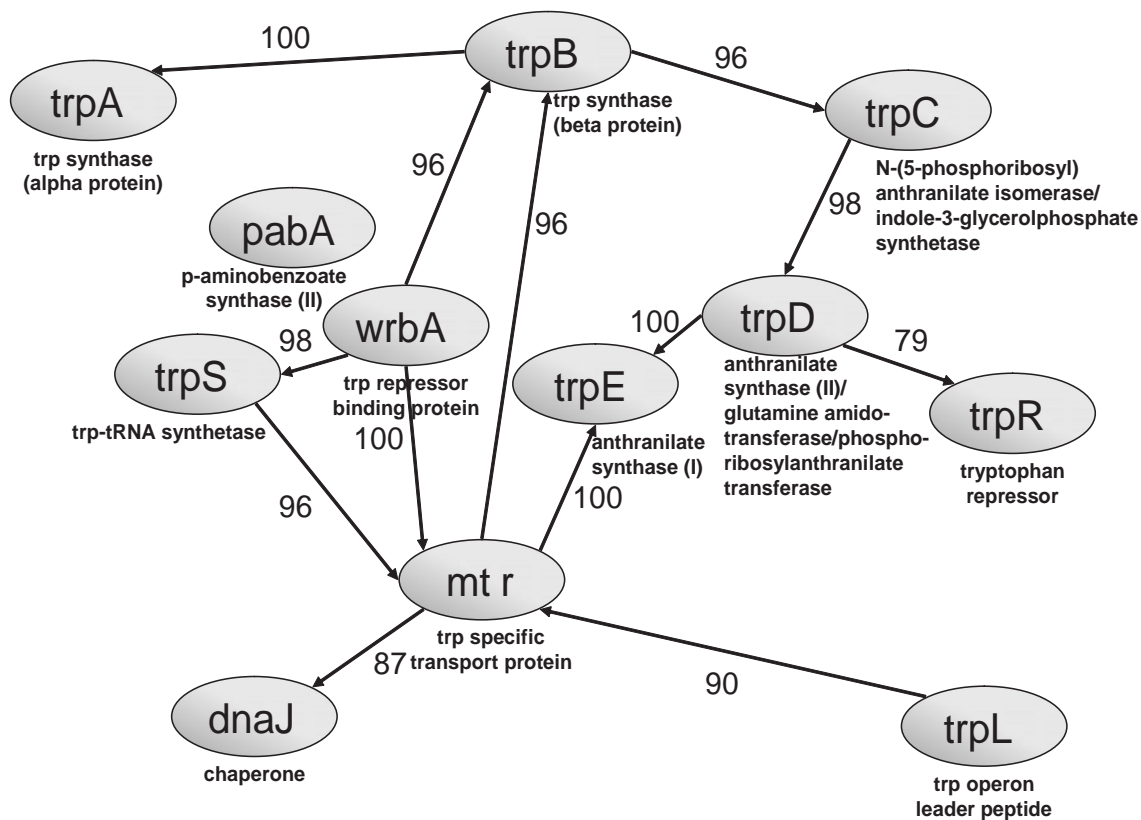 100
trpB
96
trpA
trp synthase
(beta protein)
trpC
trp synthase
(alpha protein)
96
N-(5-phosphoribosyl)
anthranilate isomerase/
indole-3-glycerolphosphate
synthetase
98
96
pabA
p-aminobenzoate
synthase (II)
wrbA
trp repressor
binding protein
98
trpS
trp-tRNA synthetase
100
trpD
anthranilate
synthase (II)/
glutamine amido-
transferase/phospho-
ribosylanthranilate
transferase
79
trpE
anthranilate
synthase (I)
trpR
tryptophan
repressor
100
96
100
mt r
trp specific
transport protein
87
90
dnaJ
chaperone
trpL
trp operon
leader peptide